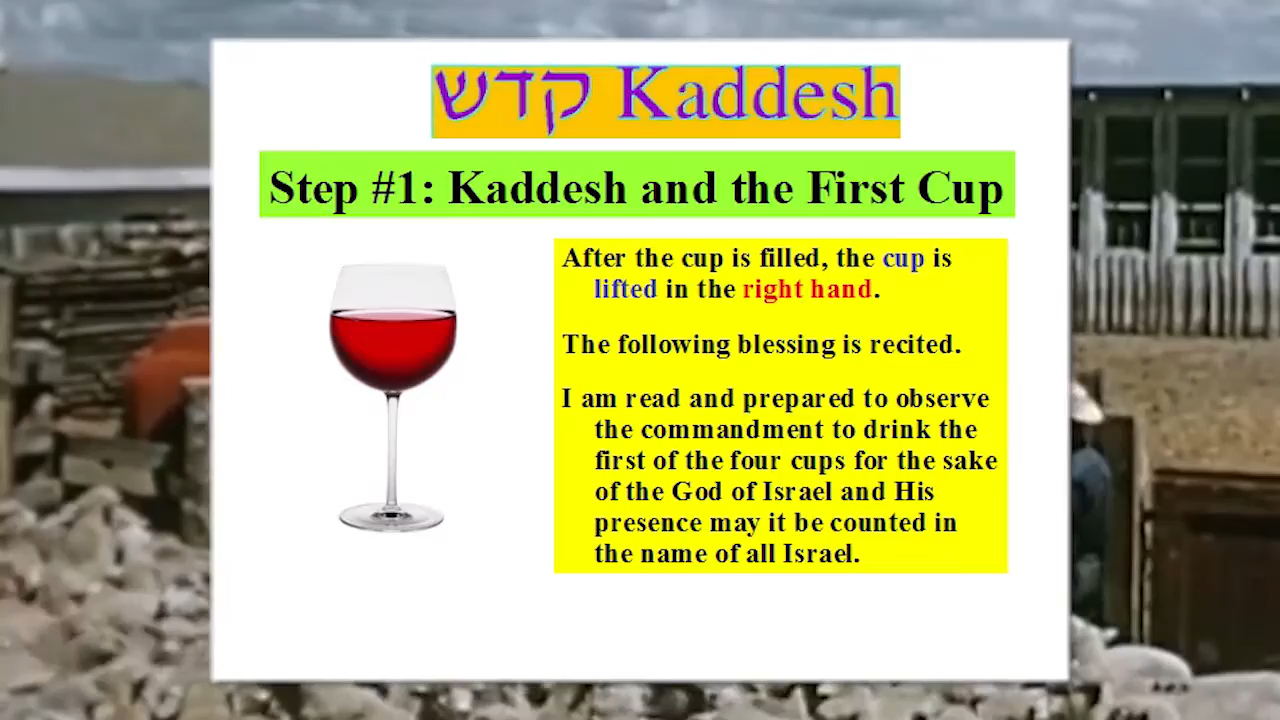 קדש Kaddesh
Step #1: Kaddesh and the First Cup
After the cup is filled, the cup is
lifted in the right hand.
The following blessing is recited.
I am read and prepared to observe
the commandment to drink the
first of the four cups for the sake
of the God of Israel and His
presence may it be counted in
the name of all Israel.